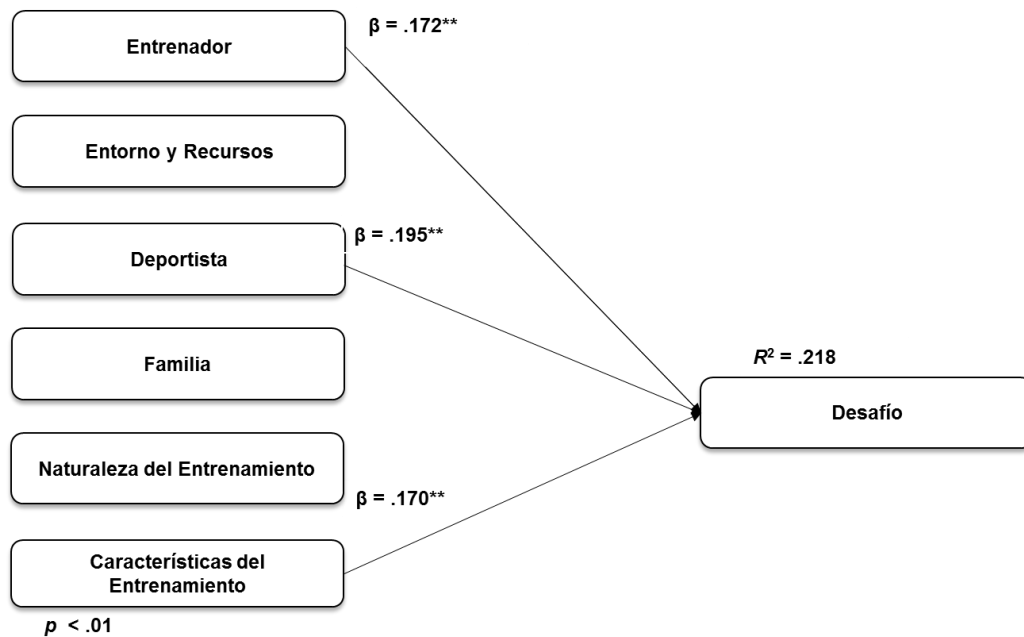 β = .172**
Entrenador
Entorno y Recursos
β = .195**
Deportista
Familia
R² = .218
Desafío
Naturaleza del Entrenamiento
β = .170**
Características del
Entrenamiento
p < .01